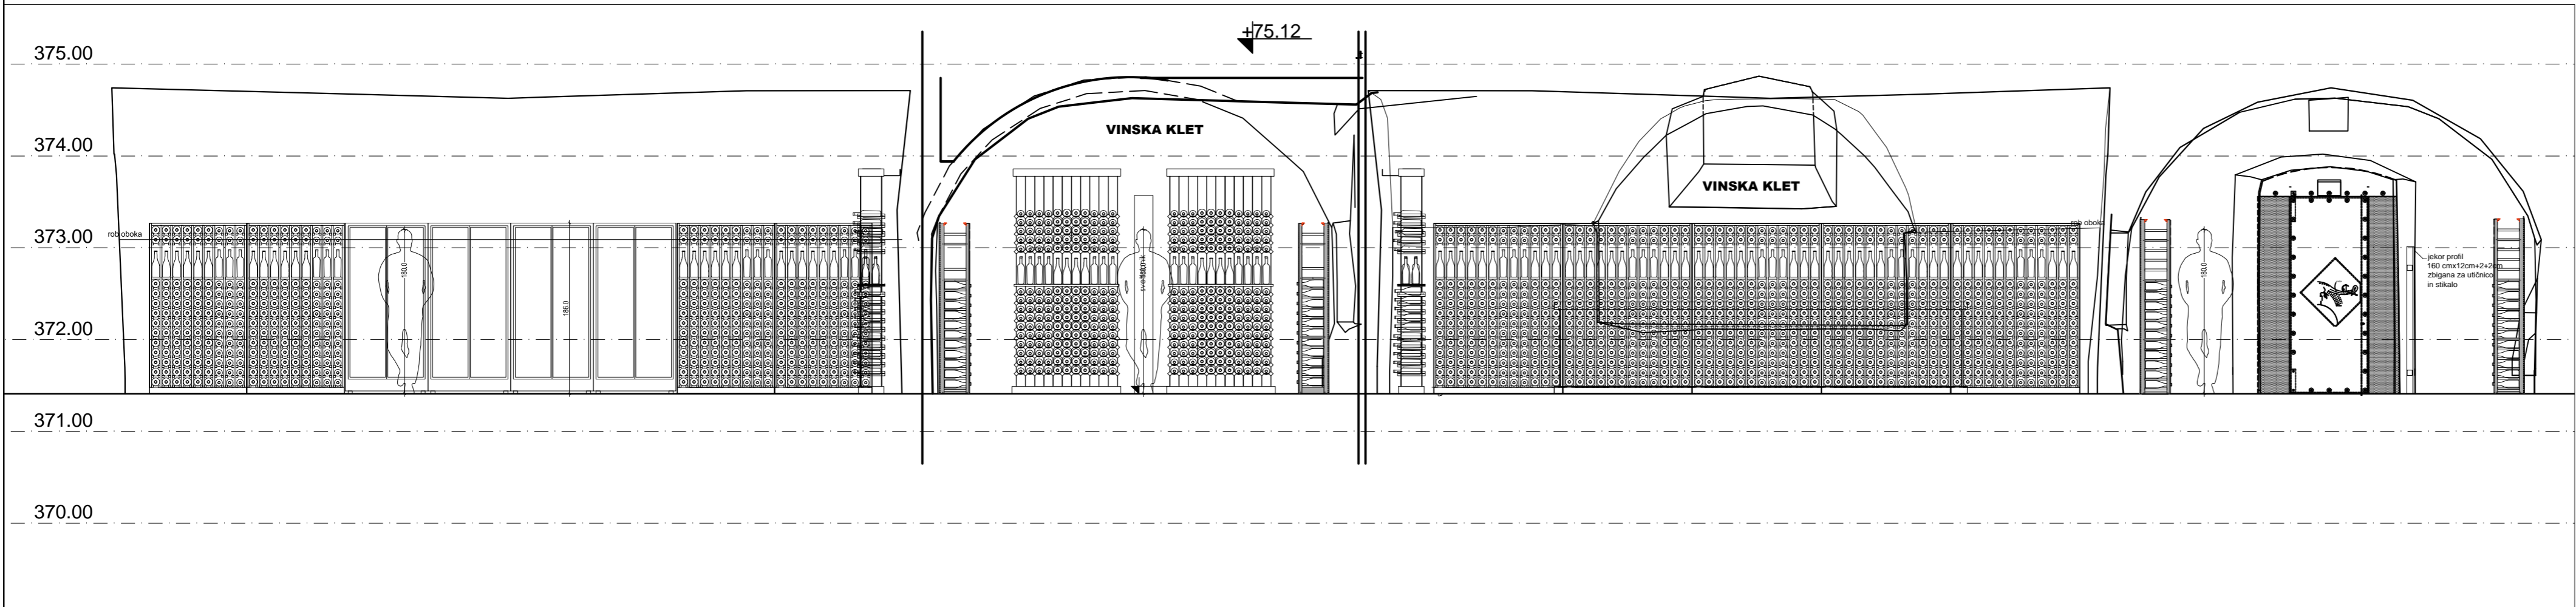 +75.12
375.00
374.00
373.00
372.00
371.00
370.00
VINSKA KLET
VINSKA KLET
rob oboka
rob oboka
180,0
186,0
180,0
jekor profil
160 cmx12cm+2+2cm
zbigana za utičnico
in stikalo